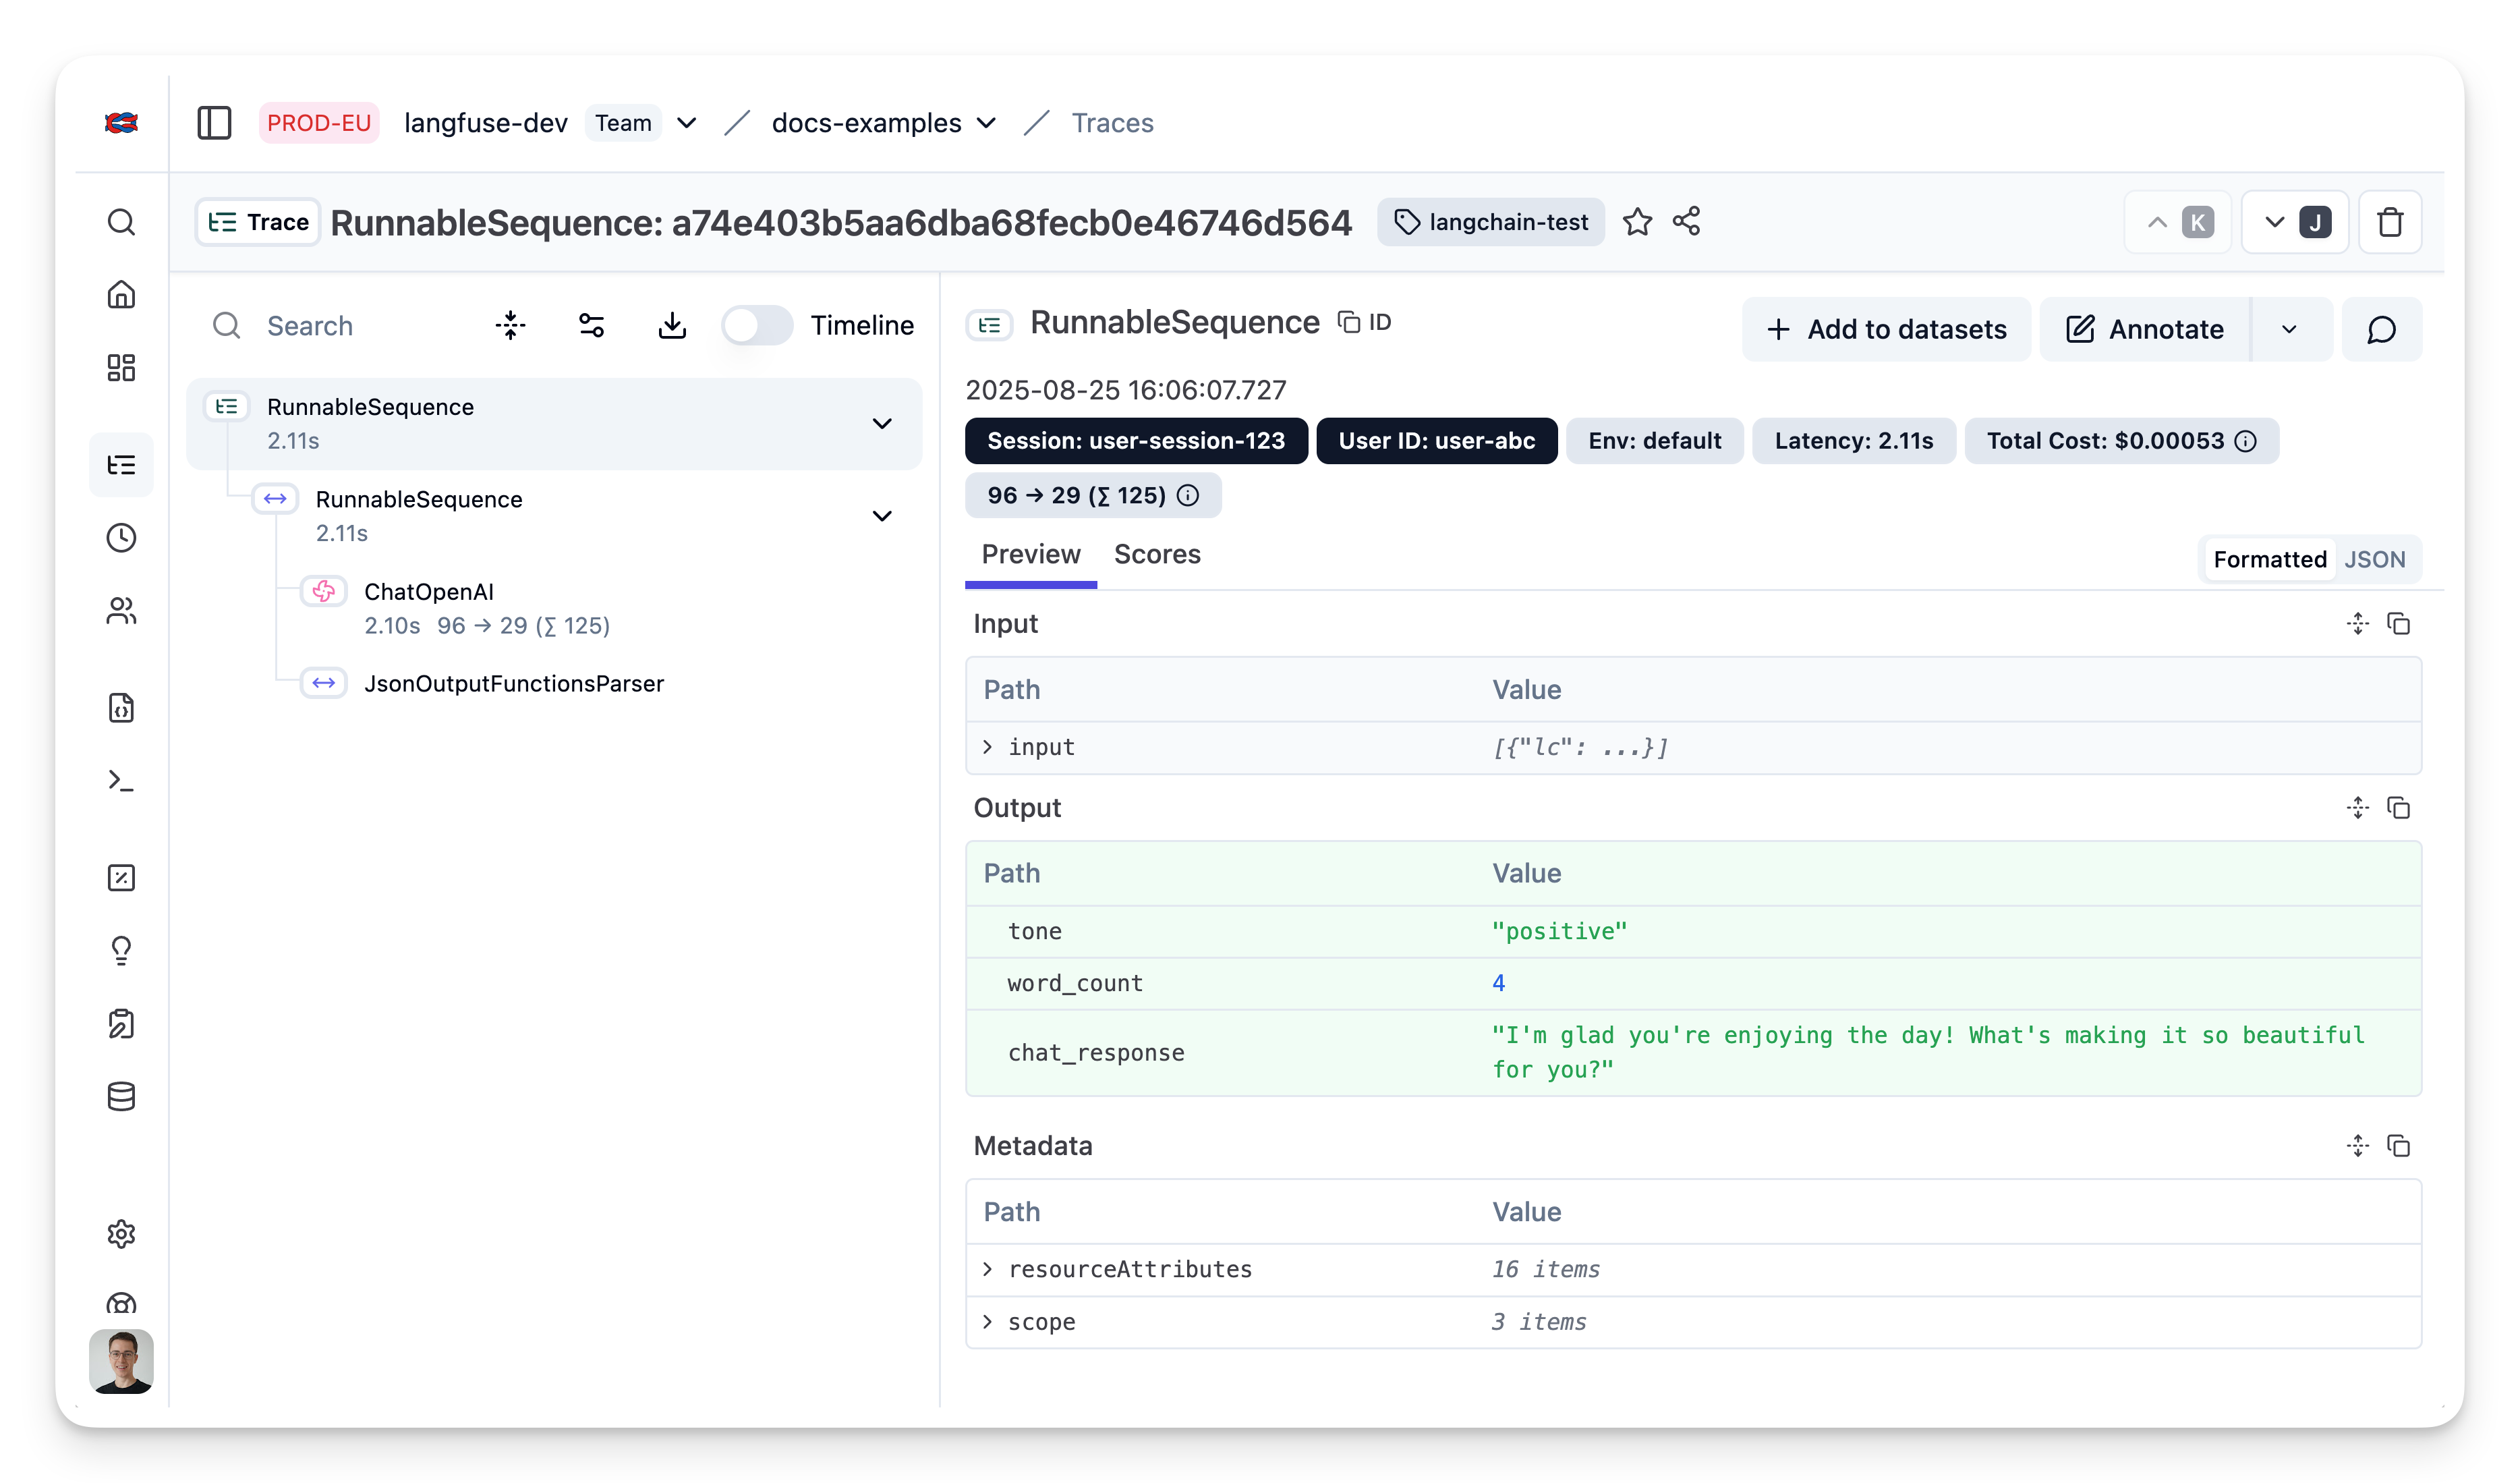 PROD-EU langfuse-dev Team docs-examples Traces
Trace RunnableSequence: a74e403b5aa6dba68fecb0e46746d564 langchain-test K J
Search Timeline
RunnableSequence
2.11s
RunnableSequence
2.11s
ChatOpenAI
2.10s 96 → 29 (∑ 125)
JsonOutputFunctionsParser
RunnableSequence ID
Add to datasets Annotate
2025-08-25 16:06:07.727
Session: user-session-123 User ID: user-abc Env: default Latency: 2.11s Total Cost: $0.00053
96 → 29 (∑ 125)
Preview Scores
Formatted JSON
Input
Path Value
input [{"lc": ...}]
Output
Path Value
tone "positive"
word_count 4
chat_response "I'm glad you're enjoying the day! What's making it so beautiful
for you?"
Metadata
Path Value
resourceAttributes 16 items
scope 3 items